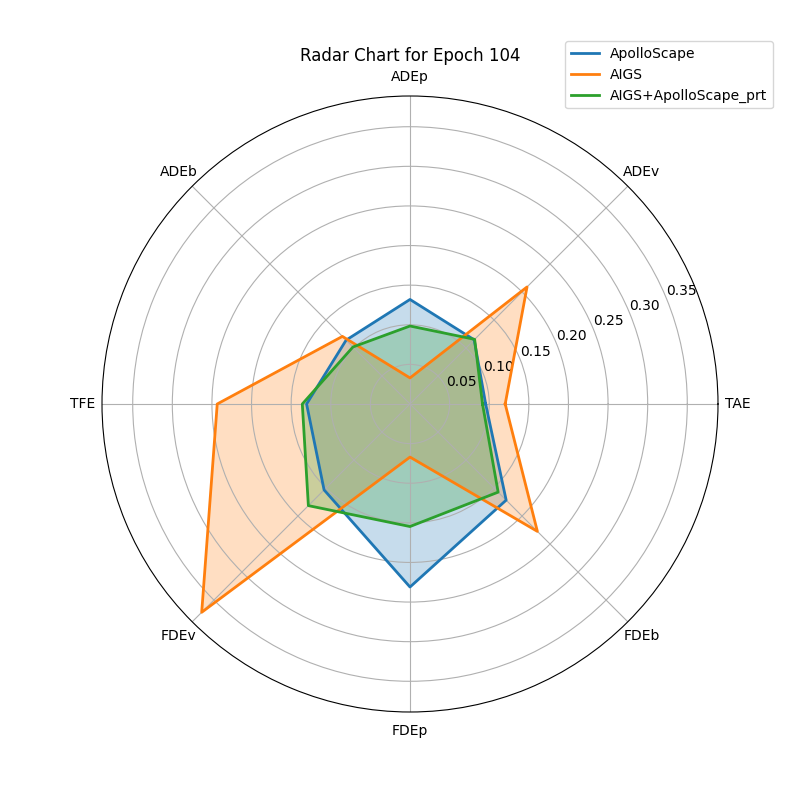 Radar Chart for Epoch 104
ApolloScape
AIGS
AIGS+ApolloScape_prt
ADEp
ADEb
ADEv
0.35
0.30
0.25
0.20
0.15
0.10
0.05
TFE
TAE
FDEv
FDEb
FDEp